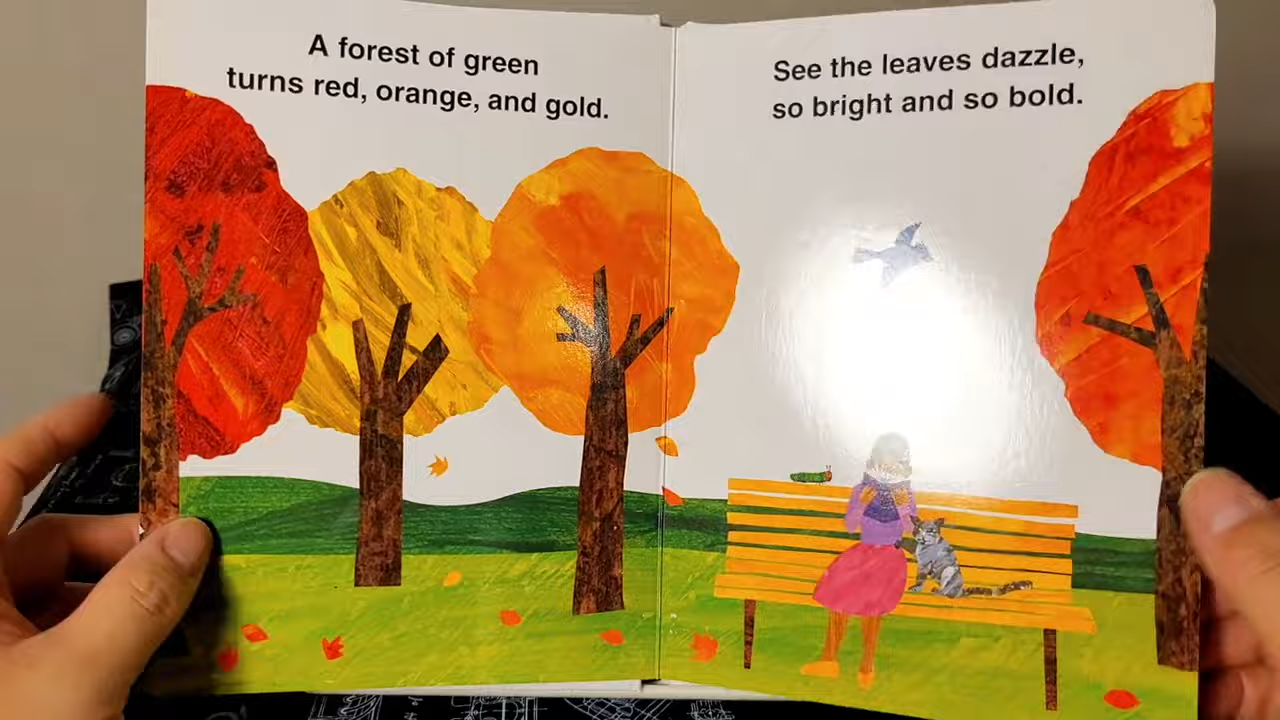 A forest of green
turns red, orange, and gold.
See the leaves dazzle,
so bright and so bold.